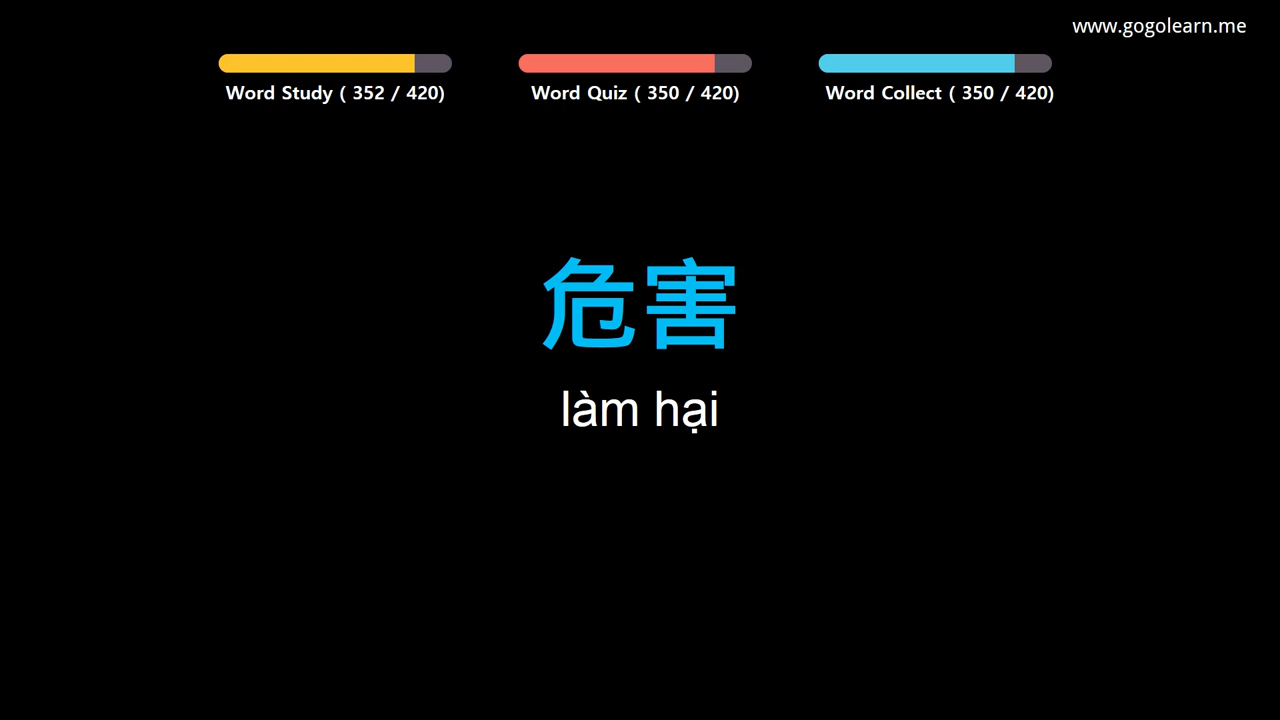 www.gogolearn.me
Word Study ( 352 / 420)
Word Quiz ( 350 / 420)
Word Collect ( 350 / 420)
危害
làm hại